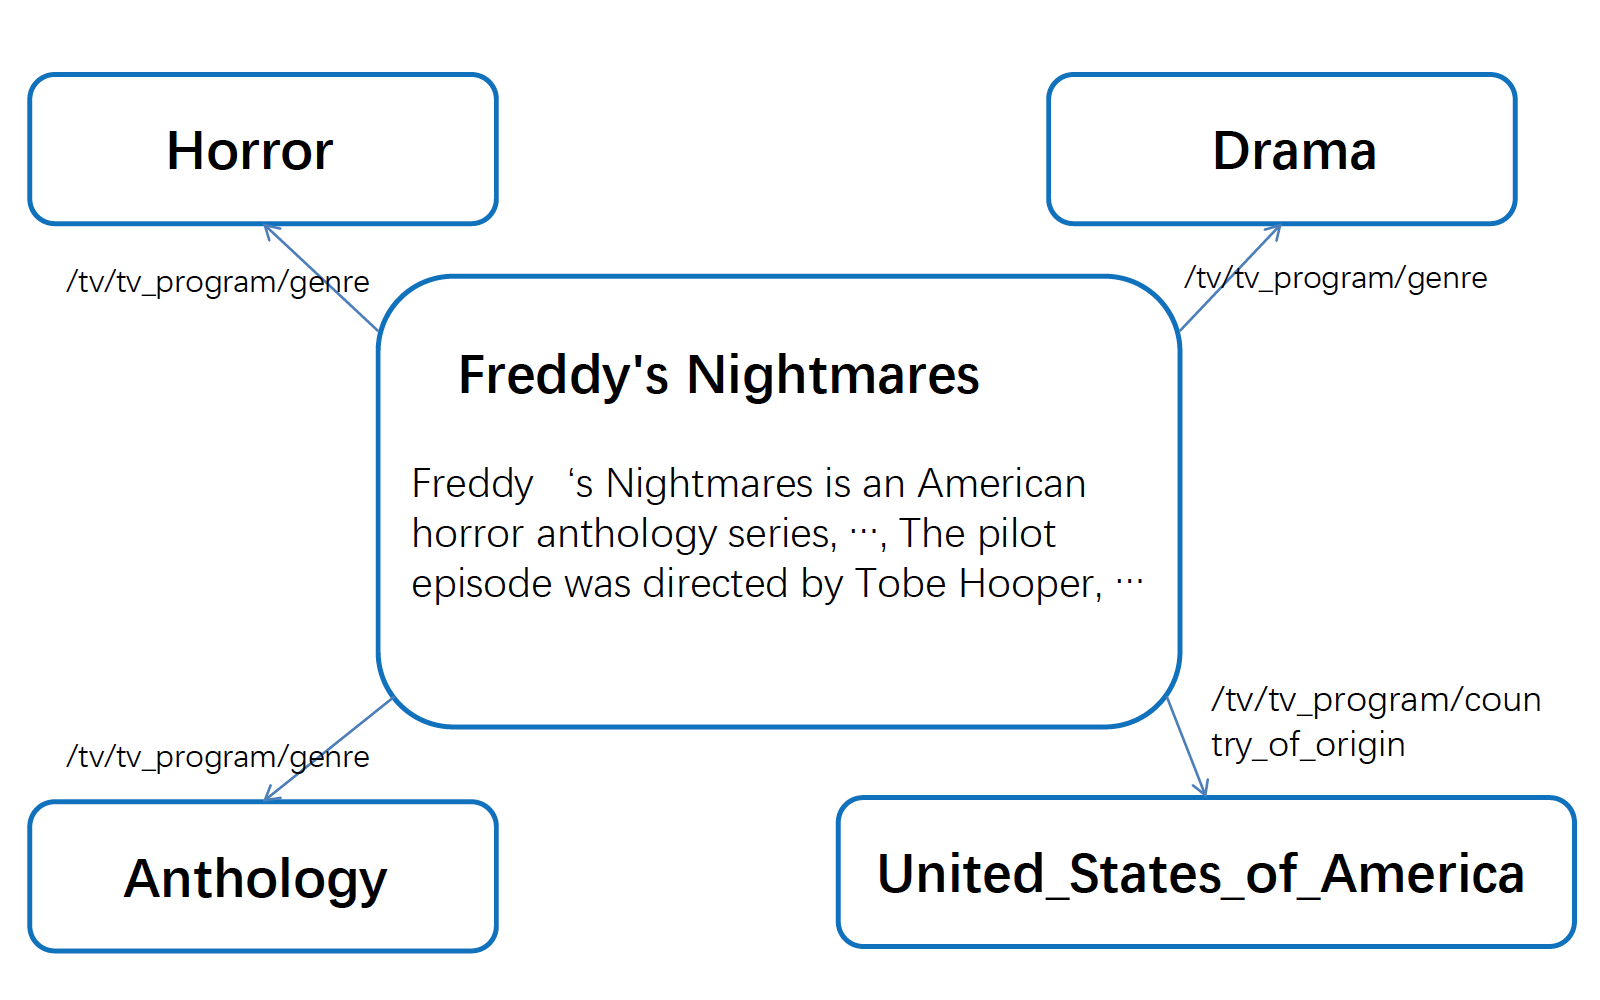 Horror
Drama
/tv/tv_program/genre
/tv/tv_program/genre
Freddy's Nightmares
Freddy ‘s Nightmares is an American
horror anthology series, ···, The pilot
episode was directed by Tobe Hooper, ···
/tv/tv_program/coun
try_of_origin
/tv/tv_program/genre
Anthology
United_States_of_America